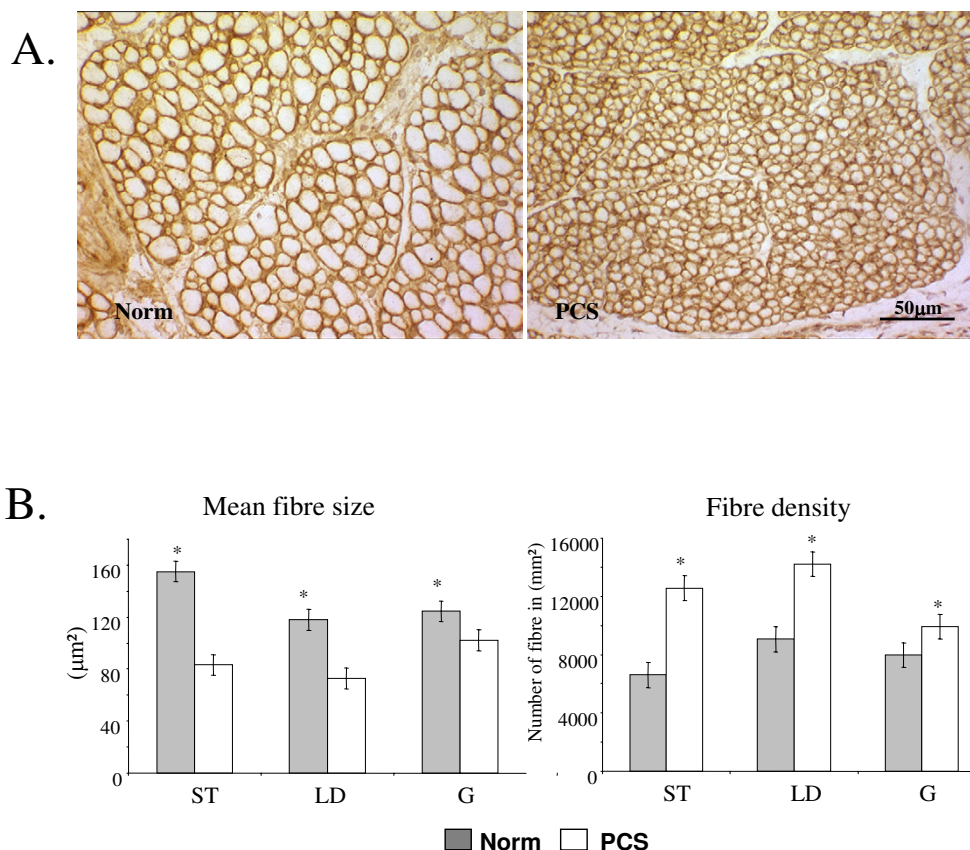 A.
Norm
PCS
50μm
B.
Mean fibre size
Fibre density
(μm²)
160
120
80
40
0
*
*
*
ST
LD
G
Number of fibre in (mm²)
16000
12000
8000
4000
0
*
*
*
ST
LD
G
Norm
PCS